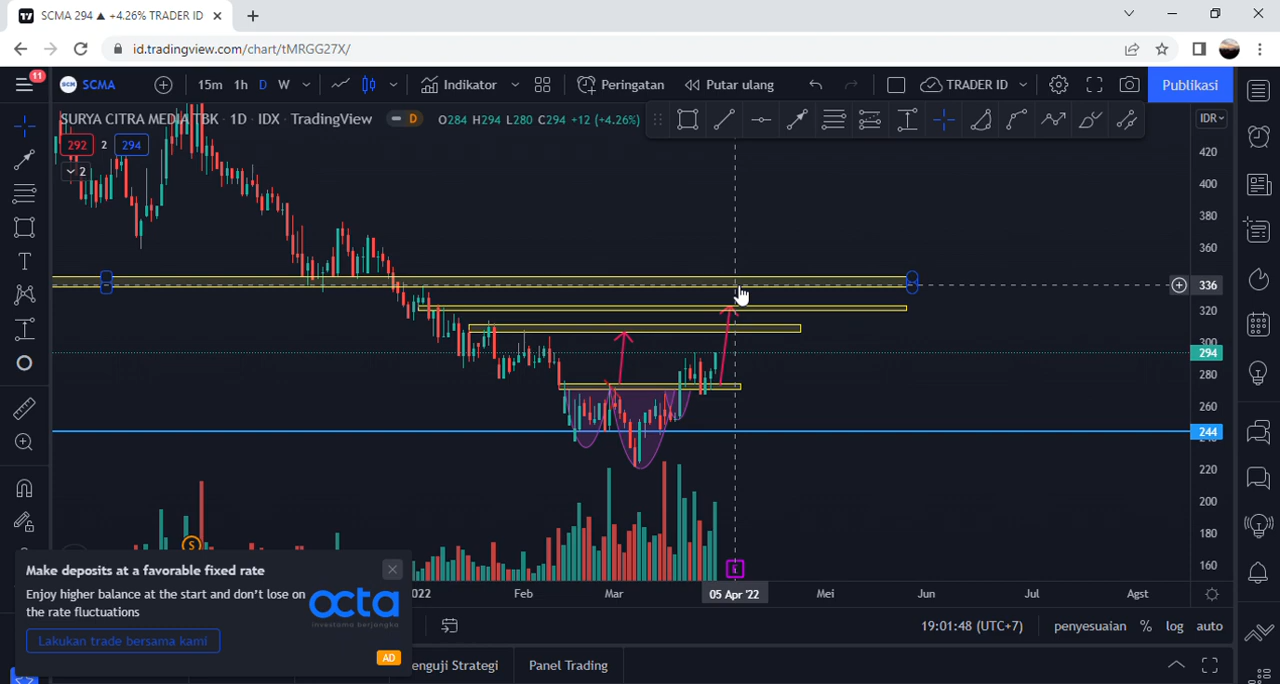 SCMA 294 ▲ +4.26% TRADER ID
id.tradingview.com/chart/tMRGG27X/
11
SCMA
15m 1h D W
Indikator
Peringatan
Putar ulang
TRADER ID
Publikasi
SURYA CITRA MEDIA TBK · 1D · IDX · TradingView
D
O284 H294 L280 C294 +12 (+4.26%)
IDR
292 2 294
2
420
400
380
360
336
320
300
294
280
260
244
220
200
180
160
S
Make deposits at a favorable fixed rate
Enjoy higher balance at the start and don't lose on
the rate fluctuations
octa
investama berjangka
Lakukan trade bersama kami
AD
2022 Feb Mar 05 Apr '22 Mei Jun Jul Agst
19:01:48 (UTC+7) penyesuaian % log auto
enguji Strategi Panel Trading